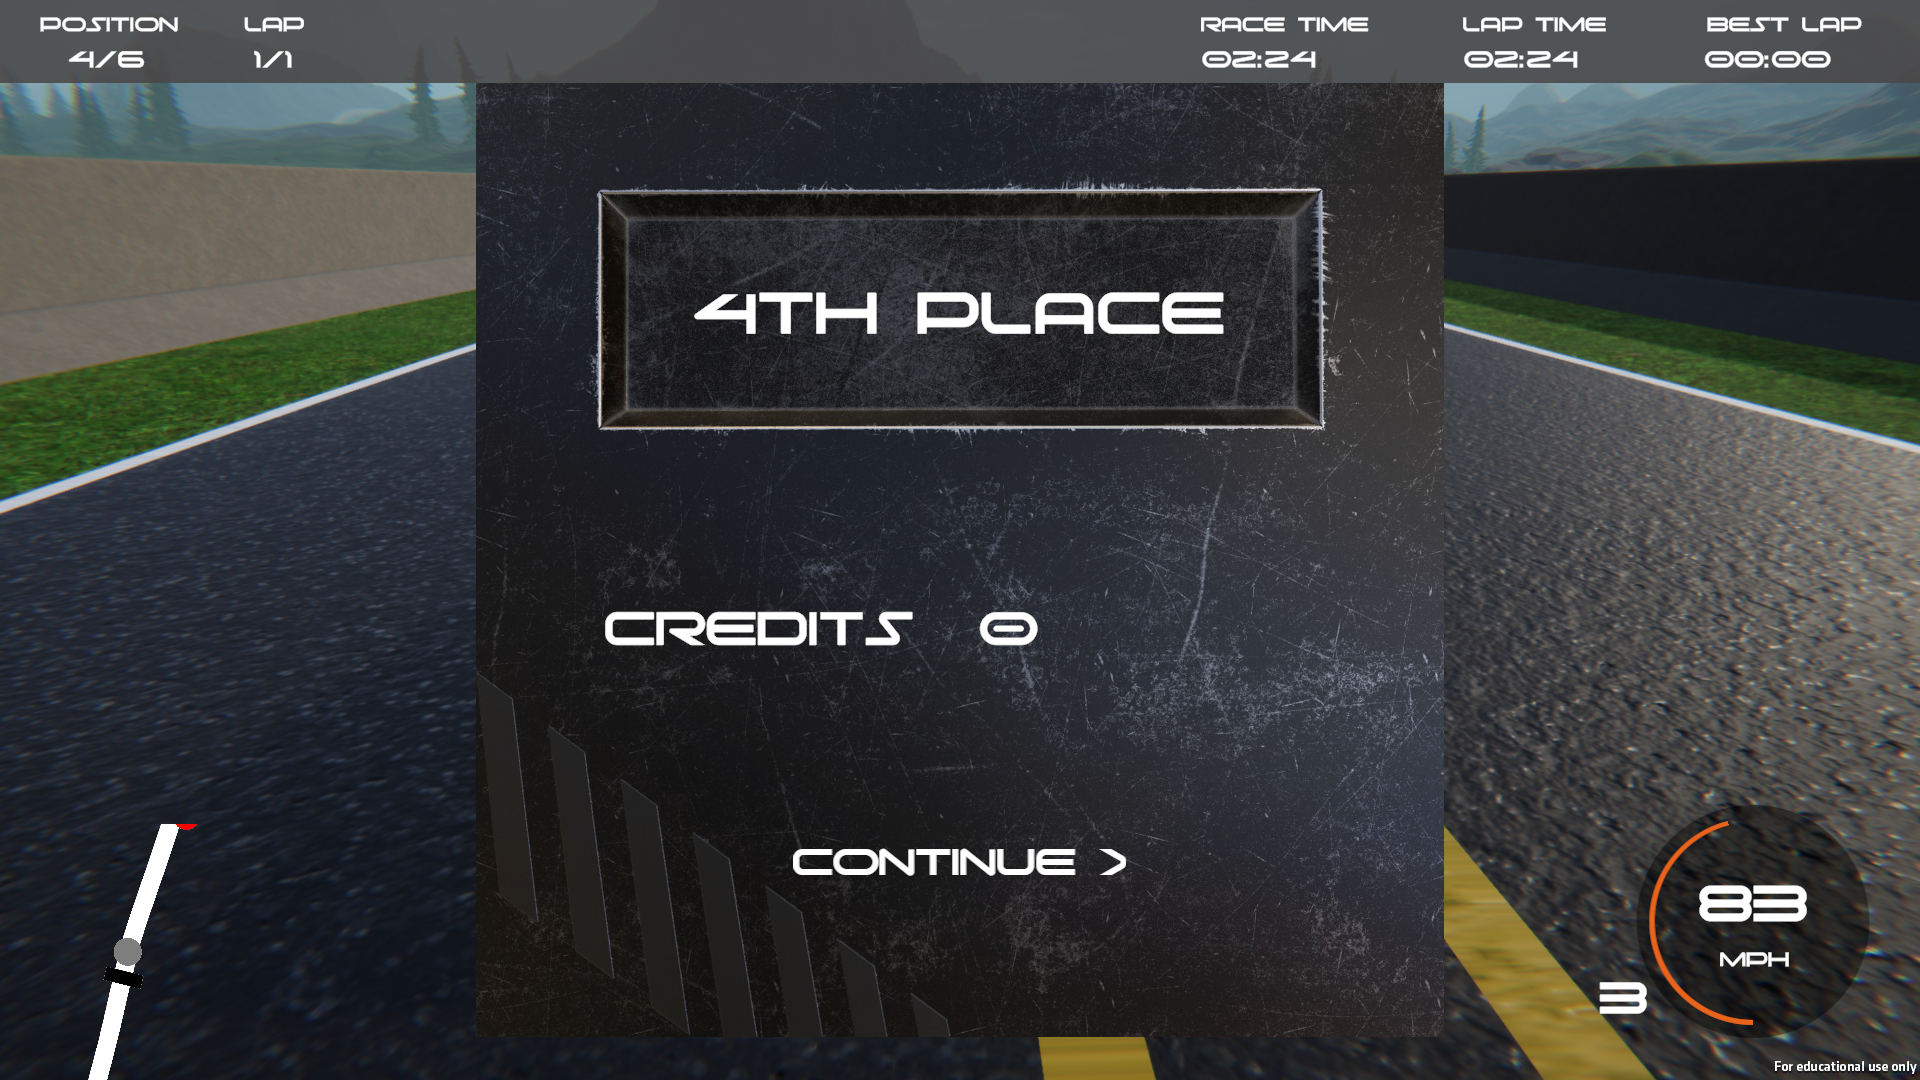 POSITION
4/6
LAP
1/1
RACE TIME
02:24
LAP TIME
02:24
BEST LAP
00:00
4TH PLACE
CREDITS 0
CONTINUE >
83
MPH
3
For educational use only